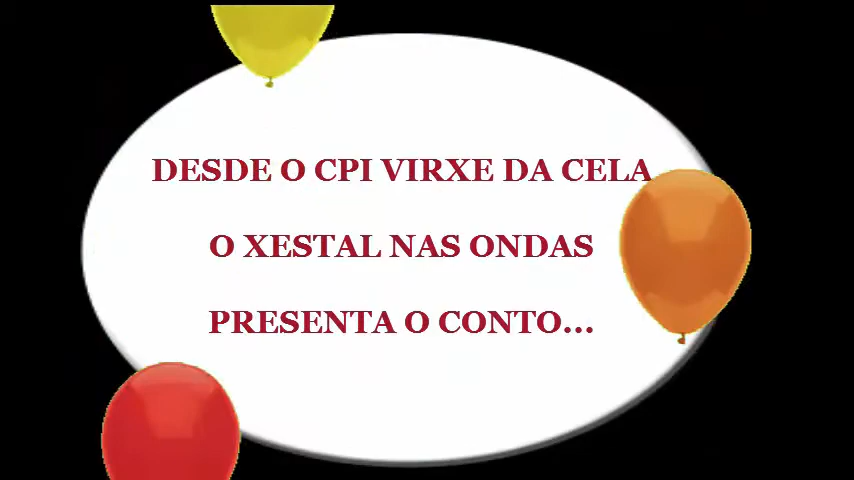 DESDE O CPI VIRXE DA CELA
O XESTAL NAS ONDAS
PRESENTA O CONTO...